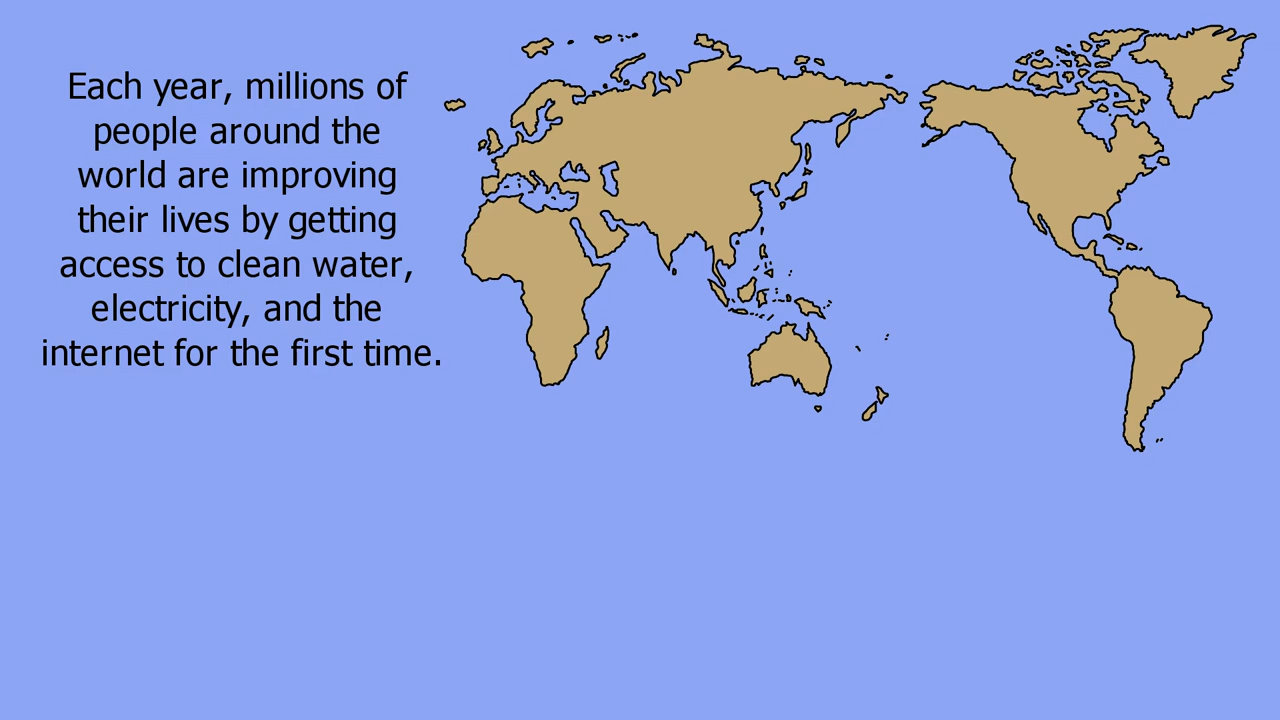 Each year, millions of
people around the
world are improving
their lives by getting
access to clean water,
electricity, and the
internet for the first time.